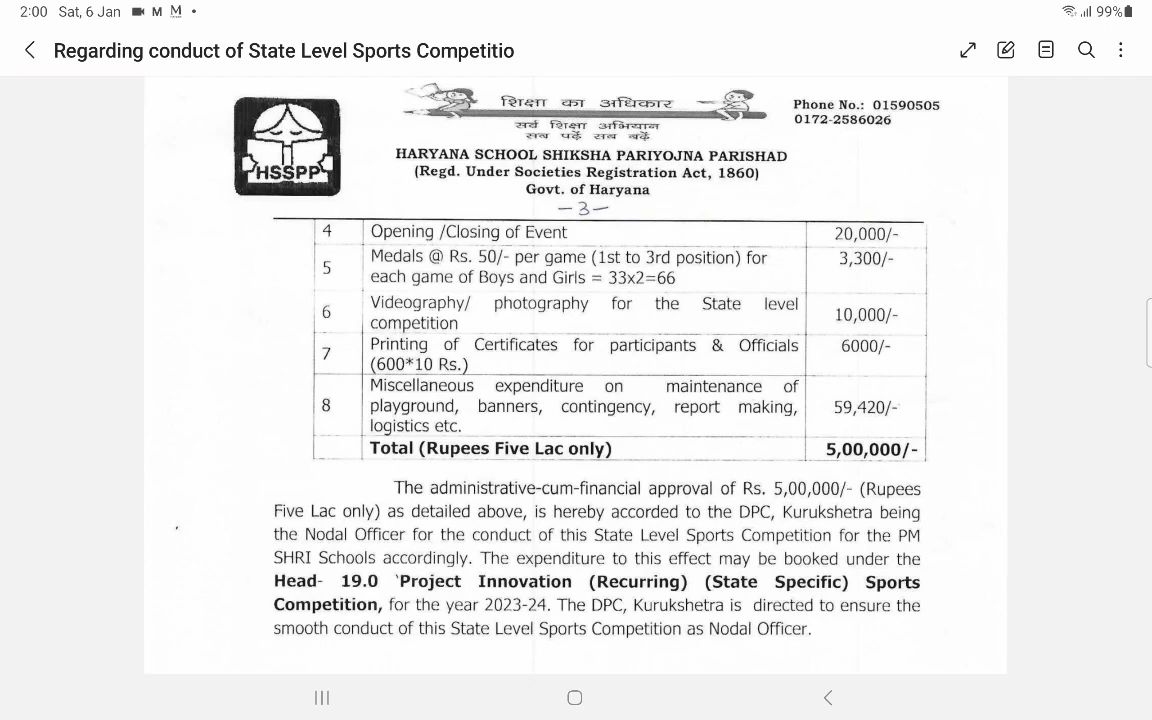 2:00 Sat, 6 Jan M M •
99%
Regarding conduct of State Level Sports Competitio
शिक्षा का अधिकार
सर्व शिक्षा अभियान
सब पढ़ें सब बढ़ें
HSSPP
Phone No.: 01590505
0172-2586026
HARYANA SCHOOL SHIKSHA PARIYOJNA PARISHAD
(Regd. Under Societies Registration Act, 1860)
Govt. of Haryana
-3-
4 Opening /Closing of Event 20,000/-
5 Medals @ Rs. 50/- per game (1st to 3rd position) for 3,300/-
each game of Boys and Girls = 33x2=66
6 Videography/ photography for the State level 10,000/-
competition
7 Printing of Certificates for participants & Officials 6000/-
(600*10 Rs.)
Miscellaneous expenditure on maintenance of
8 playground, banners, contingency, report making, 59,420/-
logistics etc.
Total (Rupees Five Lac only) 5,00,000/-
The administrative-cum-financial approval of Rs. 5,00,000/- (Rupees
Five Lac only) as detailed above, is hereby accorded to the DPC, Kurukshetra being
the Nodal Officer for the conduct of this State Level Sports Competition for the PM
SHRI Schools accordingly. The expenditure to this effect may be booked under the
Head- 19.0 'Project Innovation (Recurring) (State Specific) Sports
Competition, for the year 2023-24. The DPC, Kurukshetra is directed to ensure the
smooth conduct of this State Level Sports Competition as Nodal Officer.